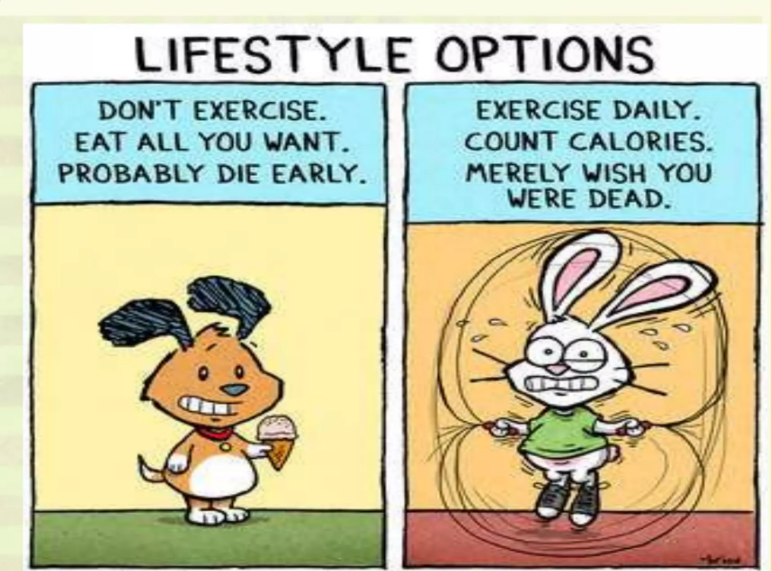 LIFESTYLE OPTIONS
DON'T EXERCISE.
EAT ALL YOU WANT.
PROBABLY DIE EARLY.
EXERCISE DAILY.
COUNT CALORIES.
MERELY WISH YOU
WERE DEAD.